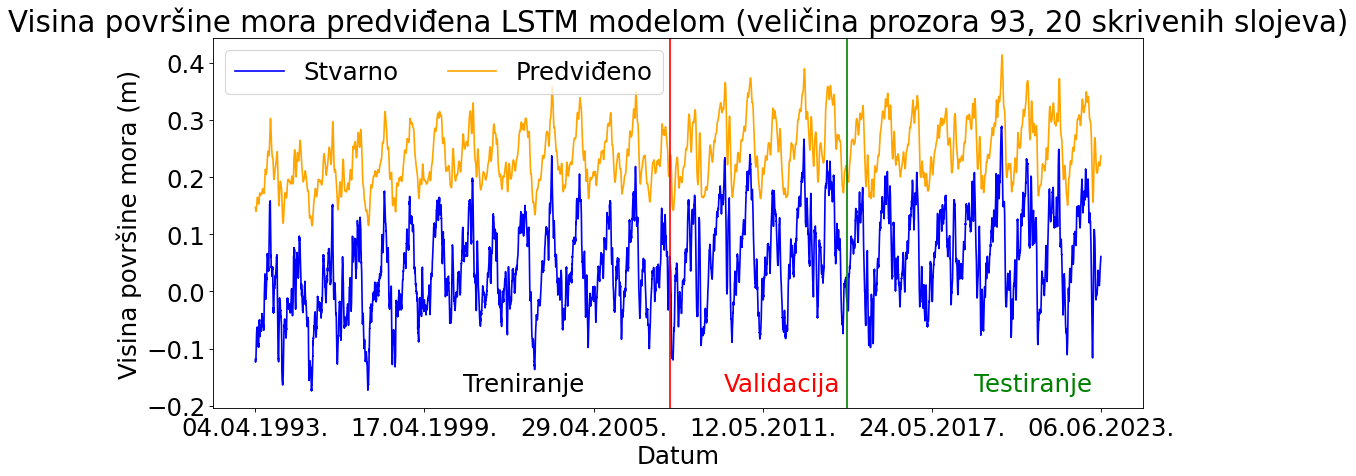 Visina površine mora predviđena LSTM modelom (veličina prozora 93, 20 skrivenih slojeva)
Stvarno
Predviđeno
Visina površine mora (m)
0.4
0.3
0.2
0.1
0.0
−0.1
−0.2
Treniranje
Validacija
Testiranje
04.04.1993. 17.04.1999. 29.04.2005. 12.05.2011. 24.05.2017. 06.06.2023.
Datum